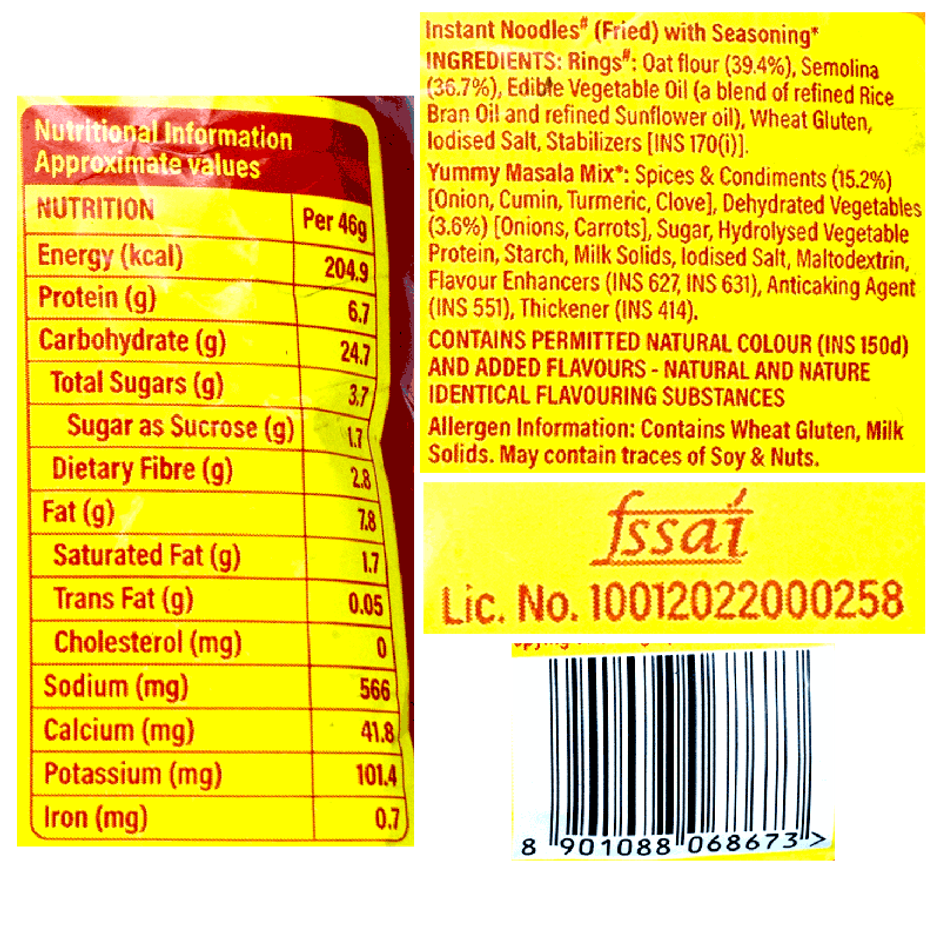 Nutritional Information
Approximate values
NUTRITION Per 46g
Energy (kcal) 204.9
Protein (g) 6.7
Carbohydrate (g) 24.7
Total Sugars (g) 3.7
Sugar as Sucrose (g) 1.7
Dietary Fibre (g) 2.8
Fat (g) 7.8
Saturated Fat (g) 1.7
Trans Fat (g) 0.05
Cholesterol (mg) 0
Sodium (mg) 566
Calcium (mg) 41.8
Potassium (mg) 101.4
Iron (mg) 0.7
Instant Noodles# (Fried) with Seasoning*
INGREDIENTS: Rings#: Oat flour (39.4%), Semolina
(36.7%), Edible Vegetable Oil (a blend of refined Rice
Bran Oil and refined Sunflower oil), Wheat Gluten,
Iodised Salt, Stabilizers [INS 170(i)].
Yummy Masala Mix*: Spices & Condiments (15.2%)
[Onion, Cumin, Turmeric, Clove], Dehydrated Vegetables
(3.6%) [Onions, Carrots], Sugar, Hydrolysed Vegetable
Protein, Starch, Milk Solids, Iodised Salt, Maltodextrin,
Flavour Enhancers (INS 627, INS 631), Anticaking Agent
(INS 551), Thickener (INS 414).
CONTAINS PERMITTED NATURAL COLOUR (INS 150d)
AND ADDED FLAVOURS - NATURAL AND NATURE
IDENTICAL FLAVOURING SUBSTANCES
Allergen Information: Contains Wheat Gluten, Milk
Solids. May contain traces of Soy & Nuts.
fssai
Lic. No. 10012022000258
8 901088 068673 >